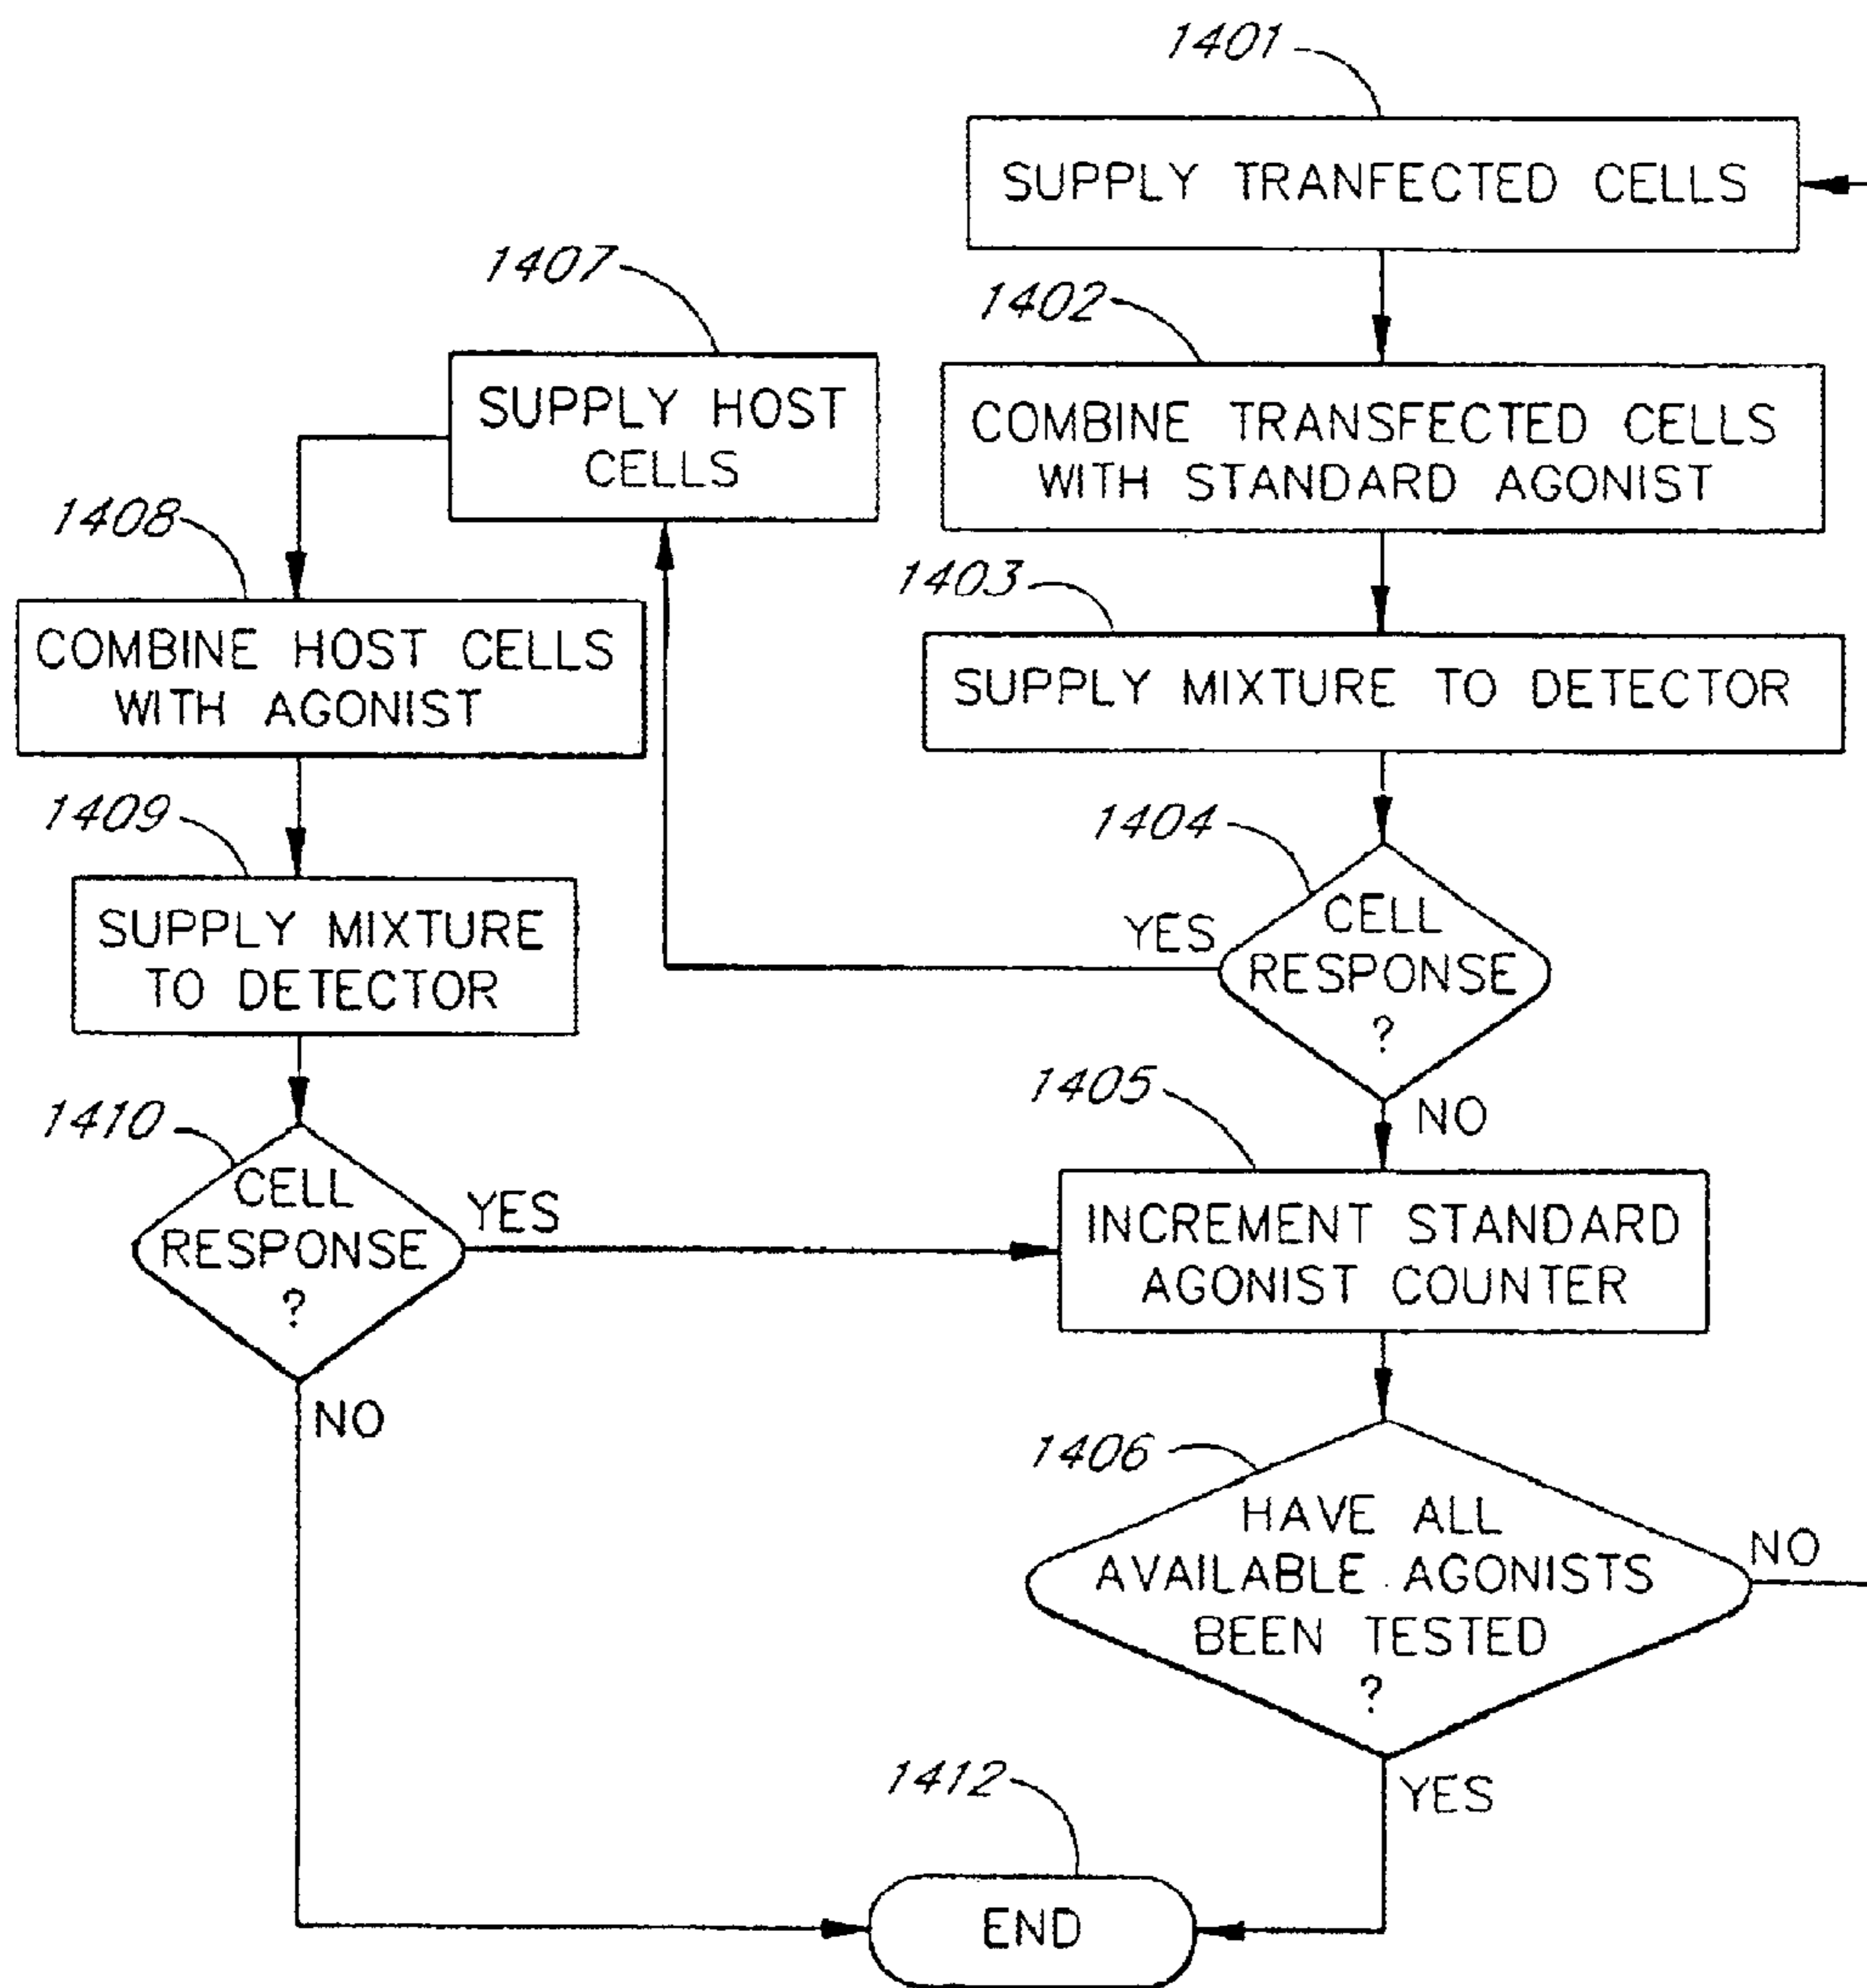 1401
SUPPLY TRANFECTED CELLS
1407
1402
SUPPLY HOST
CELLS
COMBINE TRANSFECTED CELLS
WITH STANDARD AGONIST
1408
1403
COMBINE HOST CELLS
WITH AGONIST
SUPPLY MIXTURE TO DETECTOR
1409
1404
SUPPLY MIXTURE
TO DETECTOR
YES
CELL
RESPONSE
?
NO
1410
1405
CELL
RESPONSE
?
YES
NO
INCREMENT STANDARD
AGONIST COUNTER
1406
HAVE ALL
AVAILABLE AGONISTS
BEEN TESTED
?
NO
YES
1412
END